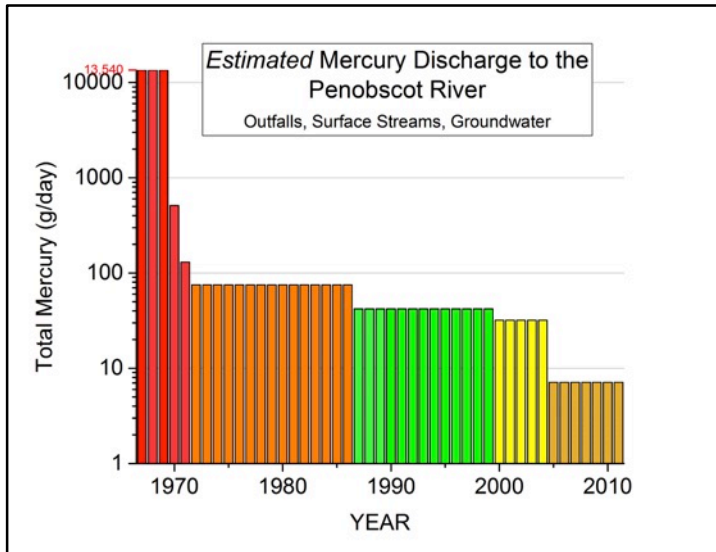 Estimated Mercury Discharge to the
Penobscot River
Outfalls, Surface Streams, Groundwater
13,540
10000
1000
100
10
1
Total Mercury (g/day)
1970 1980 1990 2000 2010
YEAR